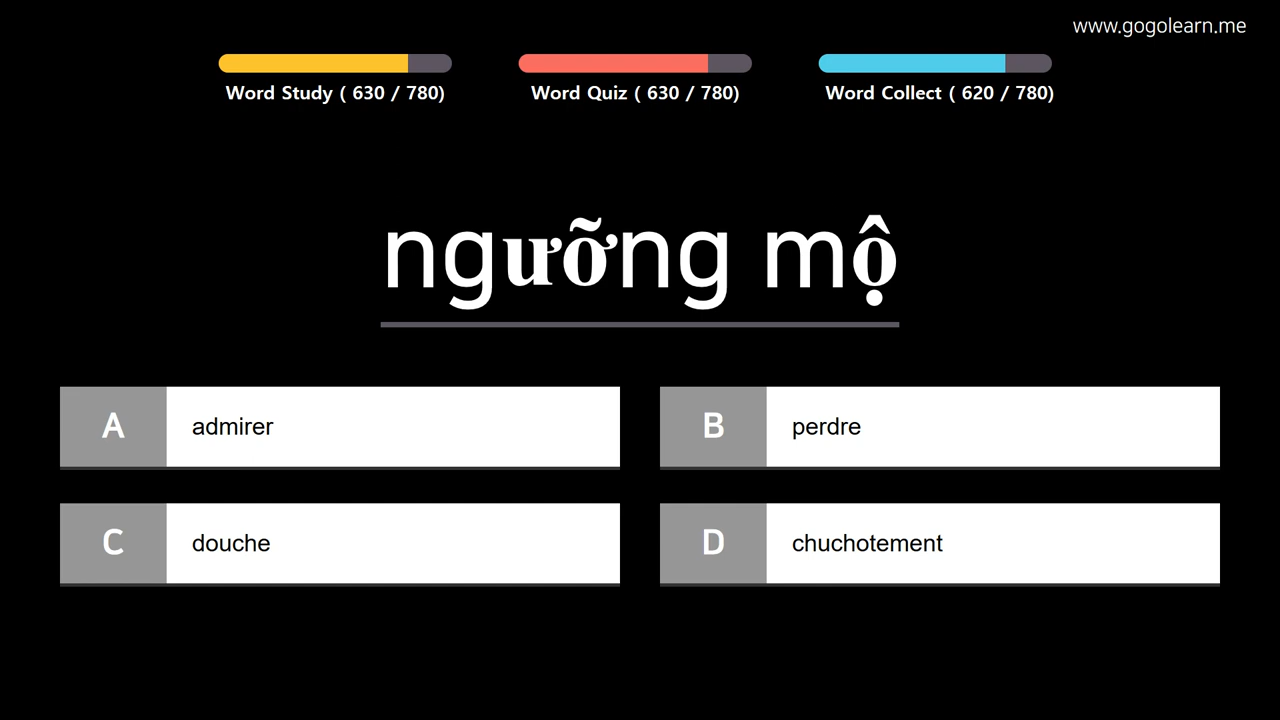 www.gogolearn.me
Word Study ( 630 / 780)
Word Quiz ( 630 / 780)
Word Collect ( 620 / 780)
ngưỡng mộ
A admirer
B perdre
C douche
D chuchotement